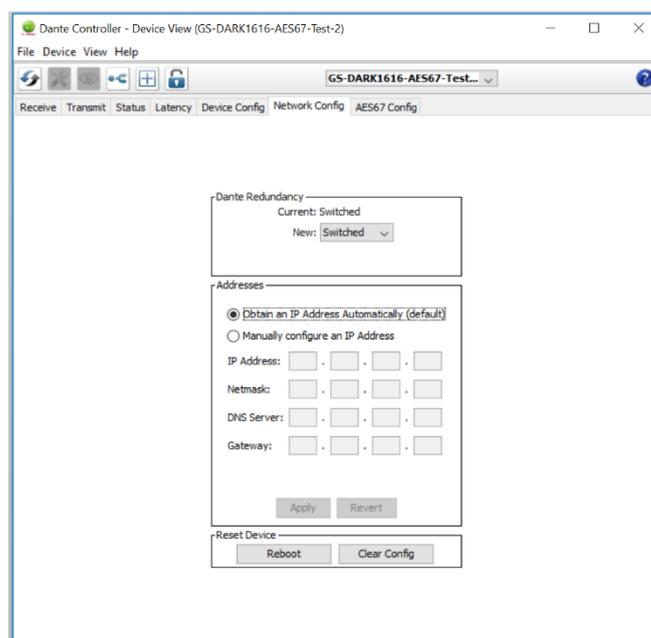 Dante Controller - Device View (GS-DARK1616-AES67-Test-2)
File Device View Help
GS-DARK1616-AES67-Test...
?
Receive Transmit Status Latency Device Config Network Config AES67 Config
Dante Redundancy
Current: Switched
New: Switched
Addresses
Obtain an IP Address Automatically (default)
Manually configure an IP Address
IP Address: . . .
Netmask: . . .
DNS Server: . . .
Gateway: . . .
Apply Revert
Reset Device
Reboot Clear Config